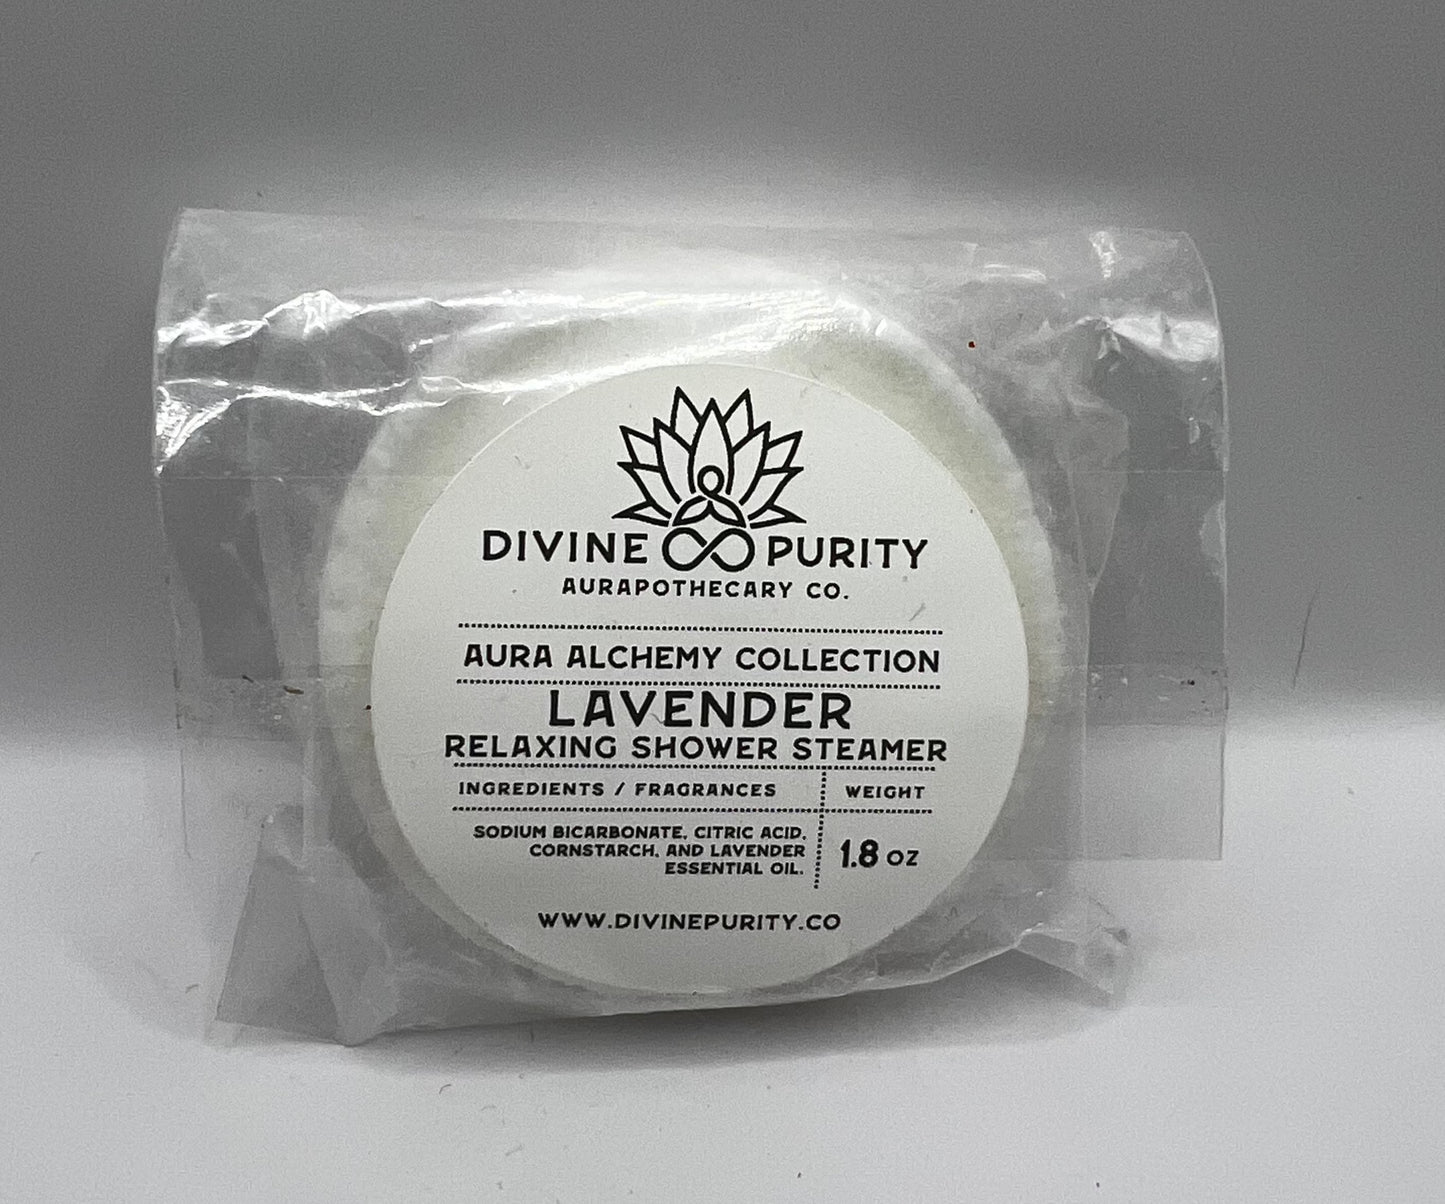 DIVINE PURITY
AURAPOTHECARY CO.
AURA ALCHEMY COLLECTION
LAVENDER
RELAXING SHOWER STEAMER
INGREDIENTS / FRAGRANCES
WEIGHT
SODIUM BICARBONATE, CITRIC ACID,
CORNSTARCH, AND LAVENDER
ESSENTIAL OIL.
1.8 OZ
WWW.DIVINEPURITY.CO